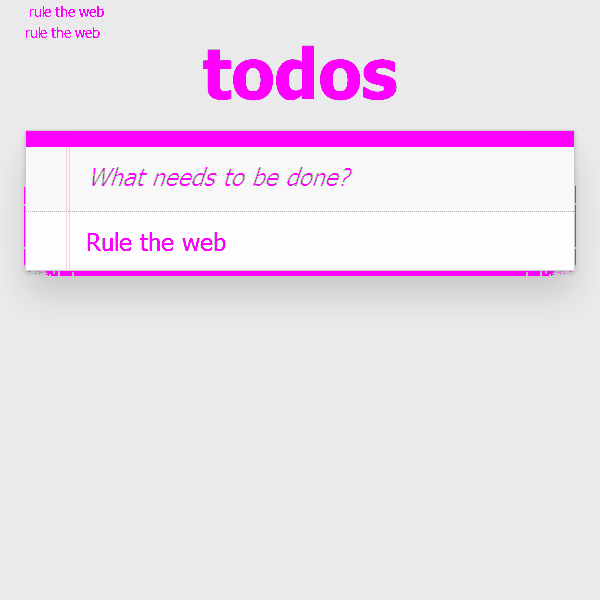 rule the web
rule the web
todos
What needs to be done?
Rule the web